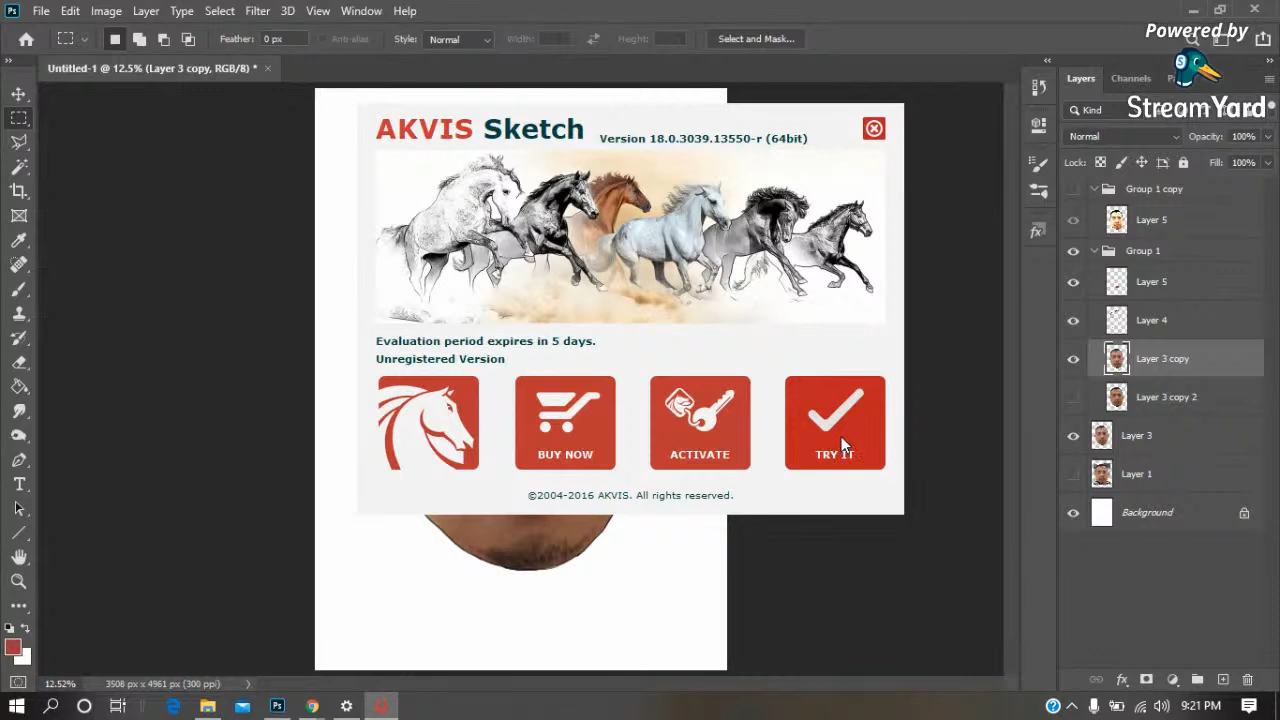 Ps File Edit Image Layer Type Select Filter 3D View Window Help
Powered by
StreamYard
Feather: 0 px Anti-alias Style: Normal Width: Height: Select and Mask...
Untitled-1 @ 12.5% (Layer 3 copy, RGB/8) * ×
AKVIS Sketch Version 18.0.3039.13550-r (64bit)
Evaluation period expires in 5 days.
Unregistered Version
BUY NOW
ACTIVATE
TRY IT
©2004-2016 AKVIS. All rights reserved.
Layers Channels
Kind
Normal Opacity: 100%
Lock: Fill: 100%
Group 1 copy
Layer 5
Group 1
Layer 5
Layer 4
Layer 3 copy
Layer 3 copy 2
Layer 3
Layer 1
Background
12.52% 3508 px x 4961 px (300 ppi)
Ps
9:21 PM